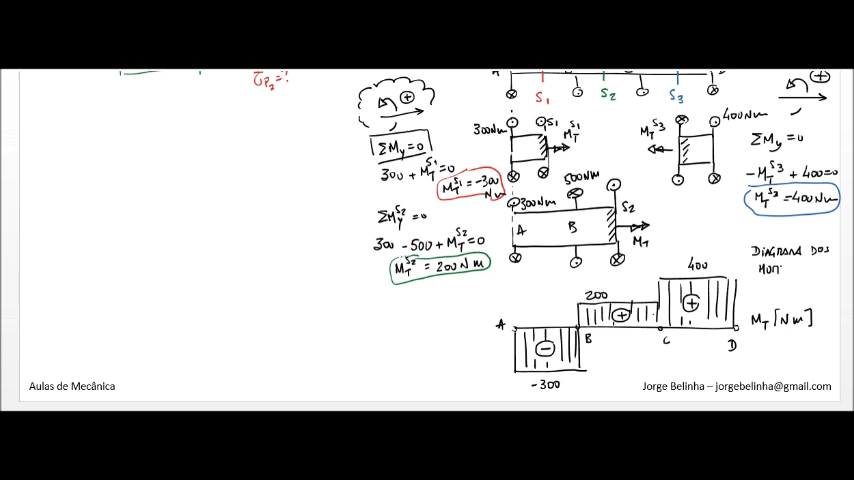 τP₂=?
A
S1
S2
S3
⊕
ΣMy=0
300 + M_T^S1=0
M_T^S1=-300 Nm
ΣMy^S2=0
300 -500 + M_T^S2=0
M_T^S2 = 200 Nm
300Nm
S1
M_T^S1
500Nm
300Nm
S2
A
B
M_T
M_T^S3
400Nm
⊕
ΣMy=0
-M_T^S3 + 400=0
M_T^S3=400Nm
DIAGRAMA DOS
MOT
400
200
A
⊖
⊕
⊕
B
C
D
-300
M_T [Nm]
Aulas de Mecânica
Jorge Belinha – jorgebelinha@gmail.com